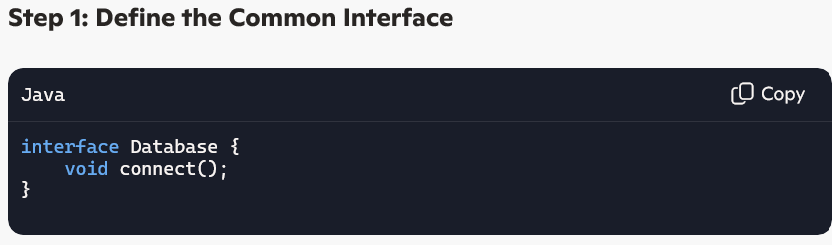 Step 1: Define the Common Interface
Java
Copy
interface Database {
    void connect();
}